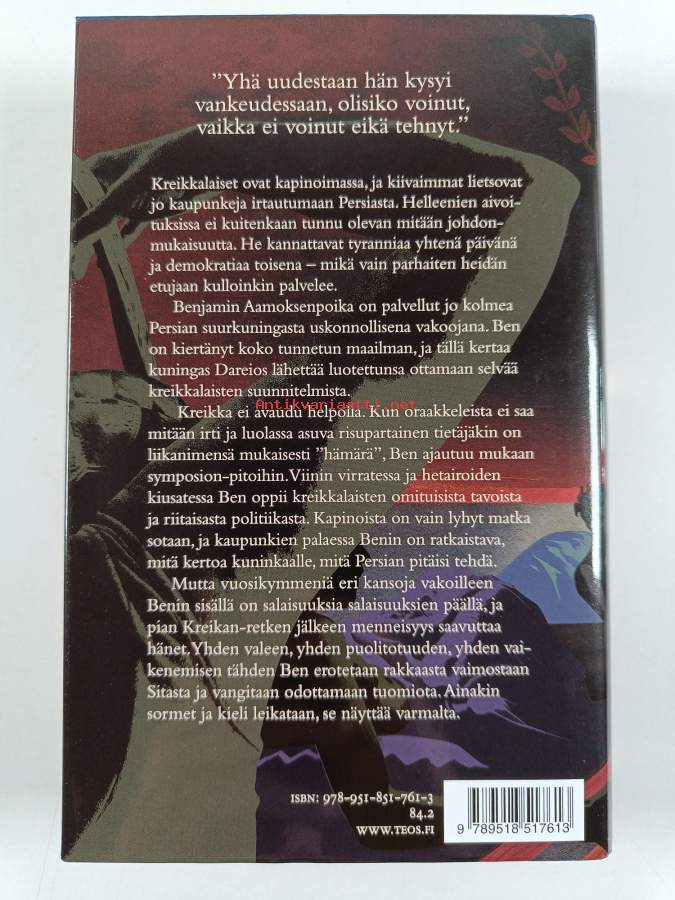 ”Yhä uudestaan hän kysyi
vankeudessaan, olisiko voinut,
vaikka ei voinut eikä tehnyt.”
Kreikkalaiset ovat kapinoimassa, ja kiivaimmat lietsovat
jo kaupunkeja irtautumaan Persiasta. Helleenien aivoi-
tuksissa ei kuitenkaan tunnu olevan mitään johdon-
mukaisuutta. He kannattavat tyranniaa yhtenä päivänä
ja demokratiaa toisena – mikä vain parhaiten heidän
etujaan kulloinkin palvelee.
Benjamin Aamoksenpoika on palvellut jo kolmea
Persian suurkuningasta uskonnollisena vakoojana. Ben
on kiertänyt koko tunnetun maailman, ja tällä kertaa
kuningas Dareios lähettää luotettunsa ottamaan selvää
kreikkalaisten suunnitelmista.
Antikvariaatti.net
Kreikka ei avaudu helpolla. Kun oraakkeleista ei saa
mitään irti ja luolassa asuva risupartainen tietäjäkin on
liikanimensä mukaisesti ”hämärä”, Ben ajautuu mukaan
symposion-pitoihin. Viinin virratessa ja hetairoiden
kiusatessa Ben oppii kreikkalaisten omituisista tavoista
ja riitaisasta politiikasta. Kapinoista on vain lyhyt matka
sotaan, ja kaupunkien palaessa Benin on ratkaistava,
mitä kertoa kuninkaalle, mitä Persian pitäisi tehdä.
Mutta vuosikymmeniä eri kansoja vakoilleen
Benin sisällä on salaisuuksia salaisuuksien päällä, ja
pian Kreikan-retken jälkeen menneisyys saavuttaa
hänet. Yhden valeen, yhden puolitotuuden, yhden vai-
kenemisen tähden Ben erotetaan rakkaasta vaimostaan
Sitasta ja vangitaan odottamaan tuomiota. Ainakin
sormet ja kieli leikataan, se näyttää varmalta.
ISBN: 978-951-851-761-3
84.2
WWW.TEOS.FI
9 789518 517613